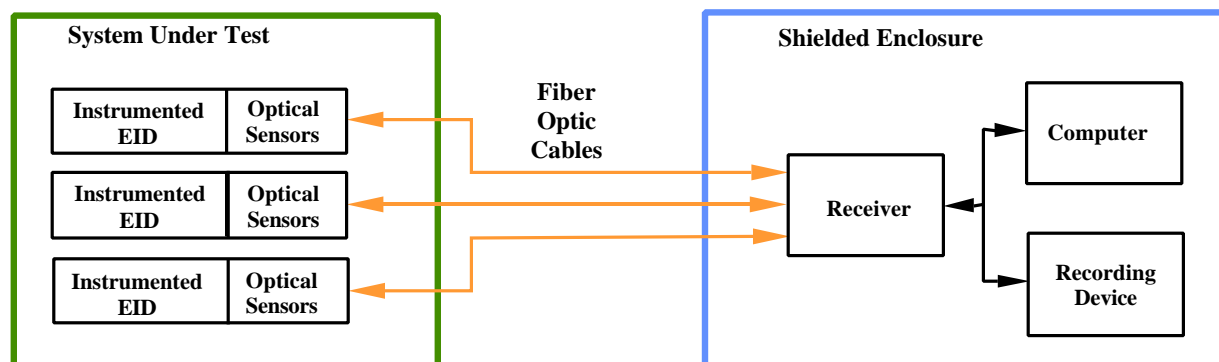 System Under Test
Instrumented
EID
Optical
Sensors
Instrumented
EID
Optical
Sensors
Instrumented
EID
Optical
Sensors
Fiber
Optic
Cables
Shielded Enclosure
Receiver
Computer
Recording
Device